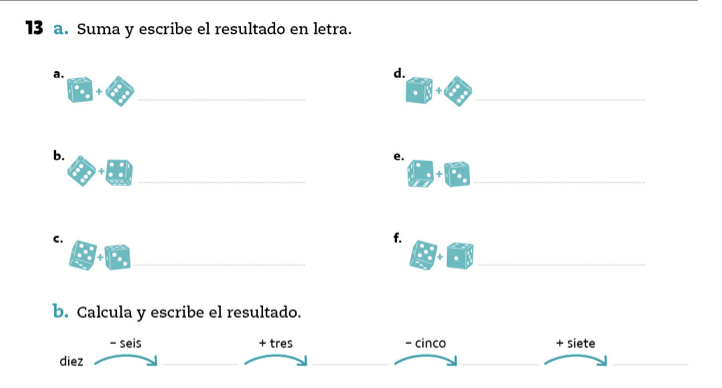 13 a. Suma y escribe el resultado en letra.
a. +
d. +
b. +
e. +
c. +
f. +
b. Calcula y escribe el resultado.
– seis + tres – cinco + siete
diez